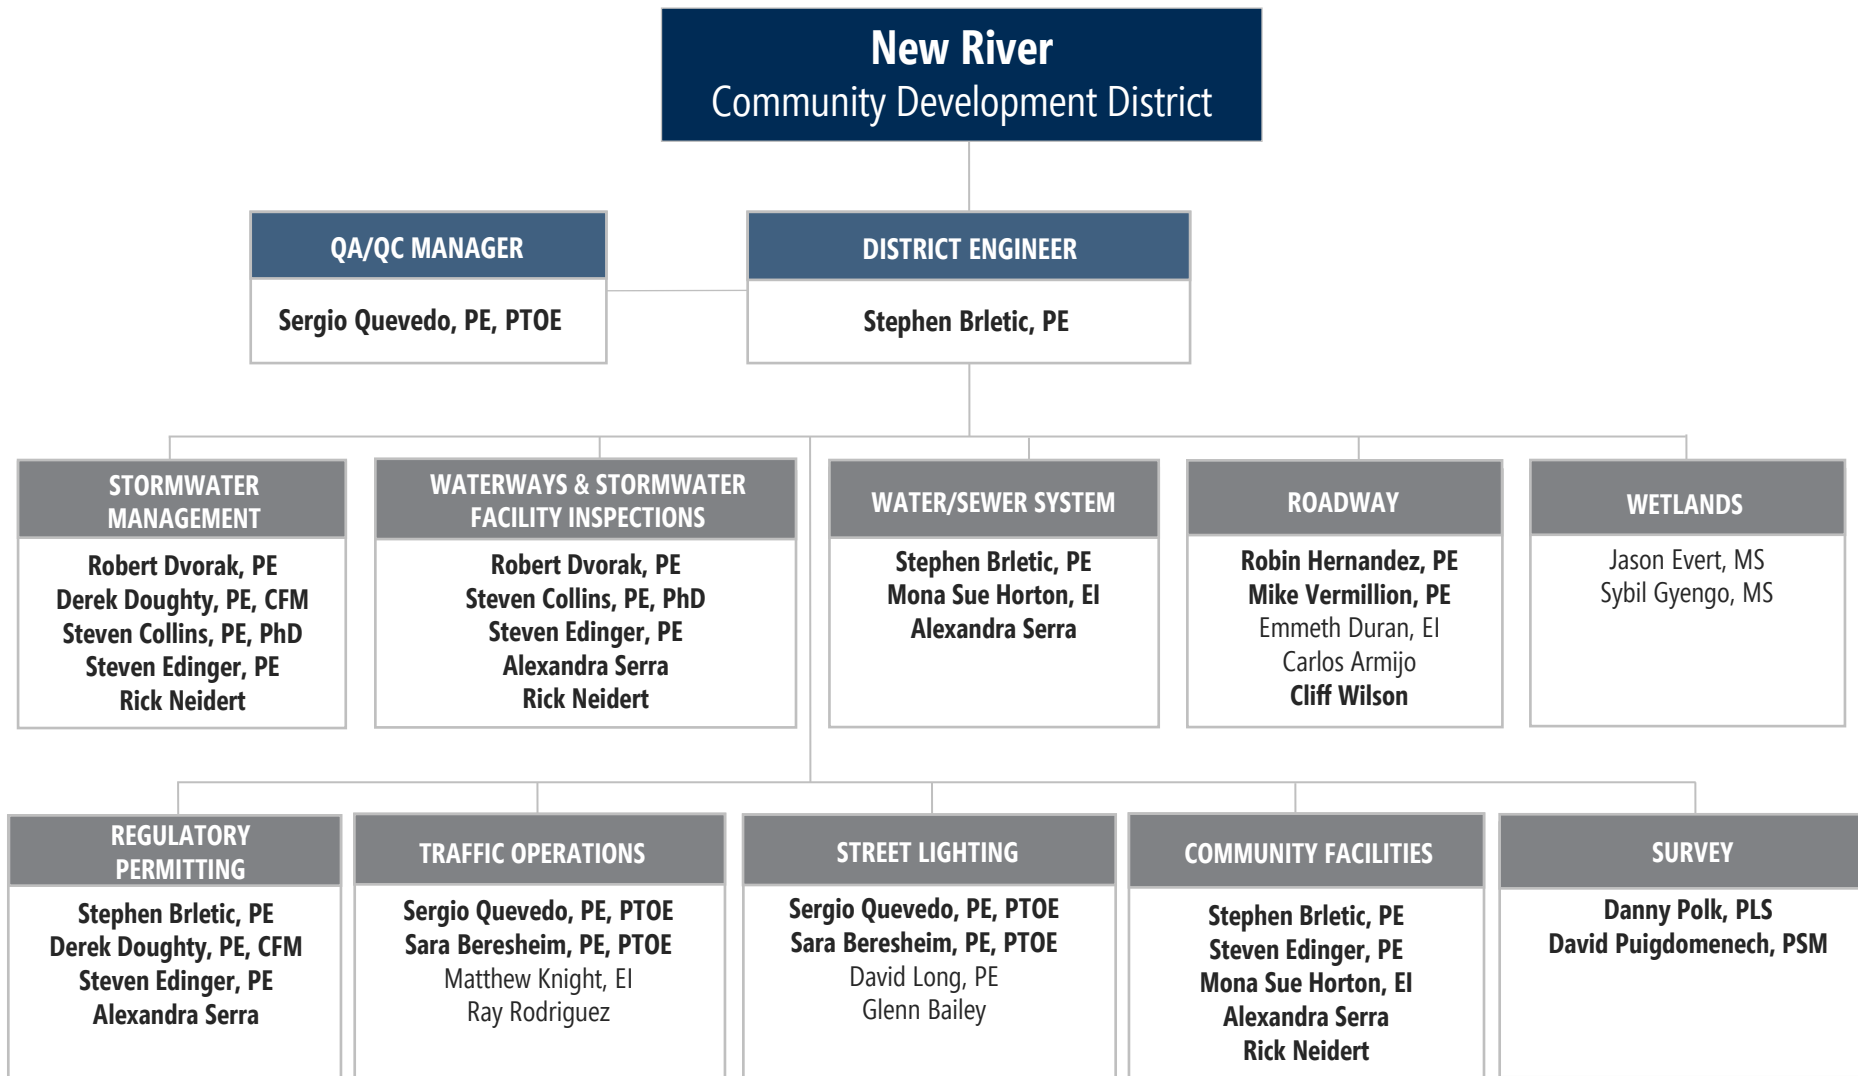 New River
Community Development District
QA/QC MANAGER
Sergio Quevedo, PE, PTOE
DISTRICT ENGINEER
Stephen Brletic, PE
STORMWATER
MANAGEMENT
Robert Dvorak, PE
Derek Doughty, PE, CFM
Steven Collins, PE, PhD
Steven Edinger, PE
Rick Neidert
WATERWAYS & STORMWATER
FACILITY INSPECTIONS
Robert Dvorak, PE
Steven Collins, PE, PhD
Steven Edinger, PE
Alexandra Serra
Rick Neidert
WATER/SEWER SYSTEM
Stephen Brletic, PE
Mona Sue Horton, EI
Alexandra Serra
ROADWAY
Robin Hernandez, PE
Mike Vermillion, PE
Emmeth Duran, EI
Carlos Armijo
Cliff Wilson
WETLANDS
Jason Evert, MS
Sybil Gyengo, MS
REGULATORY
PERMITTING
Stephen Brletic, PE
Derek Doughty, PE, CFM
Steven Edinger, PE
Alexandra Serra
TRAFFIC OPERATIONS
Sergio Quevedo, PE, PTOE
Sara Beresheim, PE, PTOE
Matthew Knight, EI
Ray Rodriguez
STREET LIGHTING
Sergio Quevedo, PE, PTOE
Sara Beresheim, PE, PTOE
David Long, PE
Glenn Bailey
COMMUNITY FACILITIES
Stephen Brletic, PE
Steven Edinger, PE
Mona Sue Horton, EI
Alexandra Serra
Rick Neidert
SURVEY
Danny Polk, PLS
David Puigdomenech, PSM